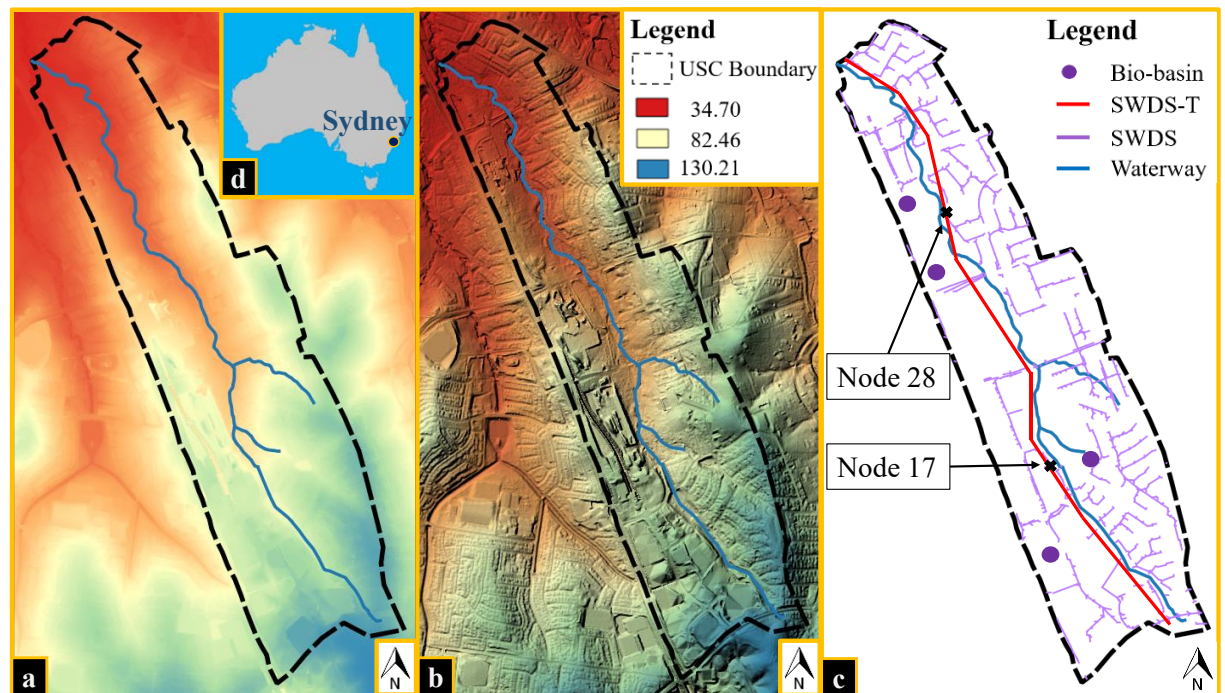 d
Sydney
a
N
Legend
USC Boundary
34.70
82.46
130.21
b
N
Legend
Bio-basin
SWDS-T
SWDS
Waterway
Node 28
Node 17
c
N